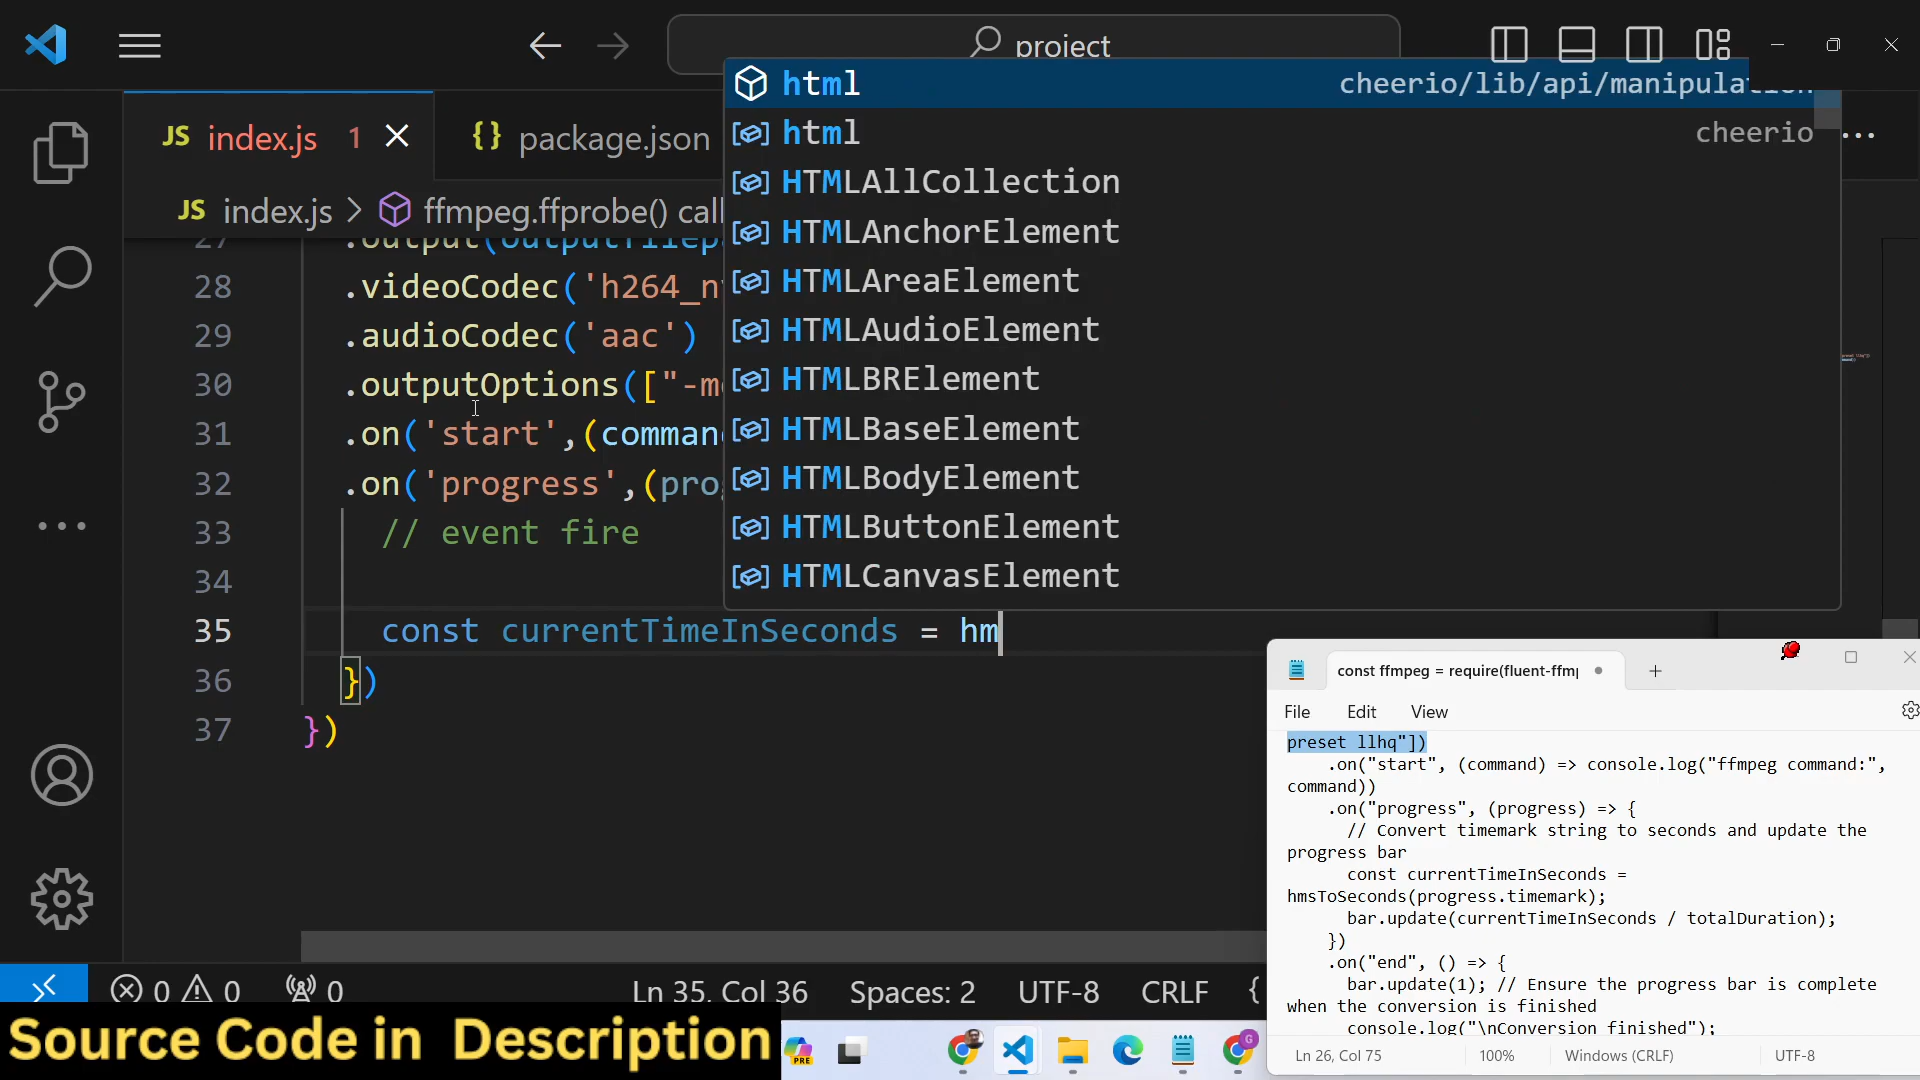 project
JS index.js 1
{} package.json
...
JS index.js > ffmpeg.ffprobe() call
27 .output(outputFilep
28 .videoCodec('h264_n
29 .audioCodec('aac')
30 .outputOptions(["-m
31 .on('start',(comman
32 .on('progress',(prog
33 // event fire
34
35 const currentTimeInSeconds = hm
36 })
37 })
html cheerio/lib/api/manipulation
html cheerio
HTMLAllCollection
HTMLAnchorElement
HTMLAreaElement
HTMLAudioElement
HTMLBRElement
HTMLBaseElement
HTMLBodyElement
HTMLButtonElement
HTMLCanvasElement
0 0 0 Ln 35, Col 36 Spaces: 2 UTF-8 CRLF {
const ffmpeg = require(fluent-ffmp
File Edit View
preset llhq"])
.on("start", (command) => console.log("ffmpeg command:",
command))
.on("progress", (progress) => {
// Convert timemark string to seconds and update the
progress bar
const currentTimeInSeconds =
hmsToSeconds(progress.timemark);
bar.update(currentTimeInSeconds / totalDuration);
})
.on("end", () => {
bar.update(1); // Ensure the progress bar is complete
when the conversion is finished
console.log("\nConversion finished");
Ln 26, Col 75 100% Windows (CRLF) UTF-8
Source Code in Description
PRE
G